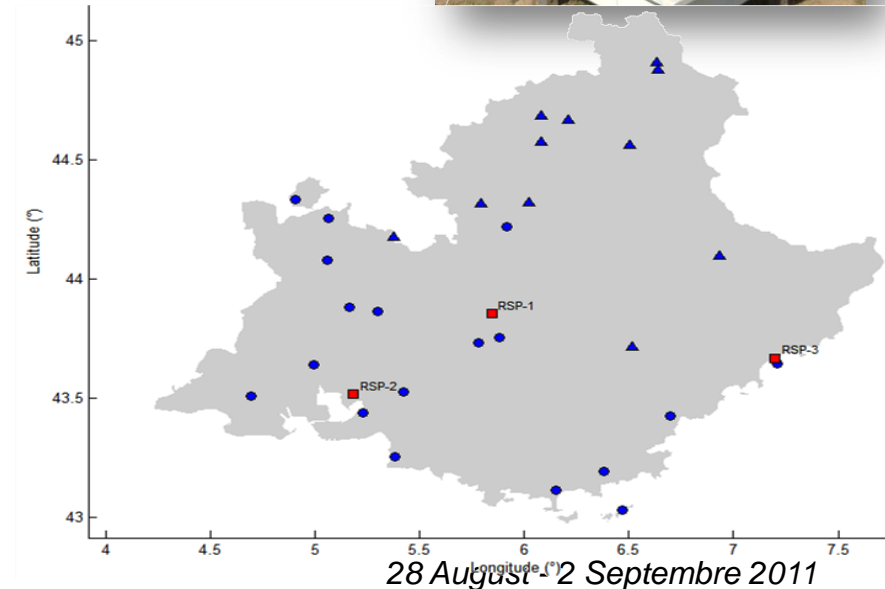 45
44.5
44
43.5
43
Latitude (°)
RSP-1
RSP-2
RSP-3
4 4.5 5 5.5 6 6.5 7 7.5
Longitude (°)
28 August - 2 Septembre 2011